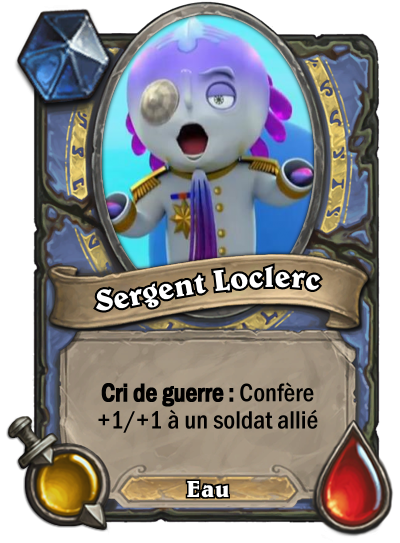 Sergent Loclerc
Cri de guerre : Confère
+1/+1 à un soldat allié
Eau